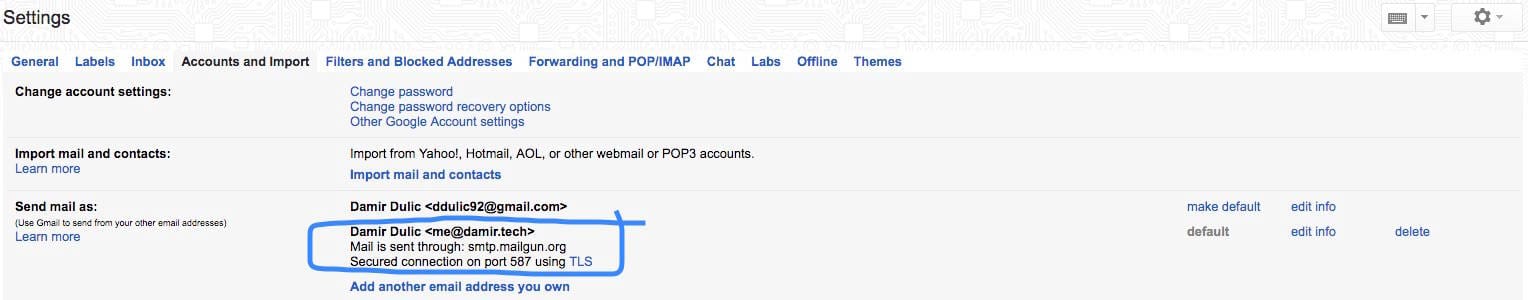 Settings
General Labels Inbox Accounts and Import Filters and Blocked Addresses Forwarding and POP/IMAP Chat Labs Offline Themes
Change account settings: Change password
Change password recovery options
Other Google Account settings
Import mail and contacts: Import from Yahoo!, Hotmail, AOL, or other webmail or POP3 accounts.
Learn more
Import mail and contacts
Send mail as: Damir Dulic <ddulic92@gmail.com> make default edit info
(Use Gmail to send from your other email addresses)
Learn more
Damir Dulic <me@damir.tech> default edit info delete
Mail is sent through: smtp.mailgun.org
Secured connection on port 587 using TLS
Add another email address you own